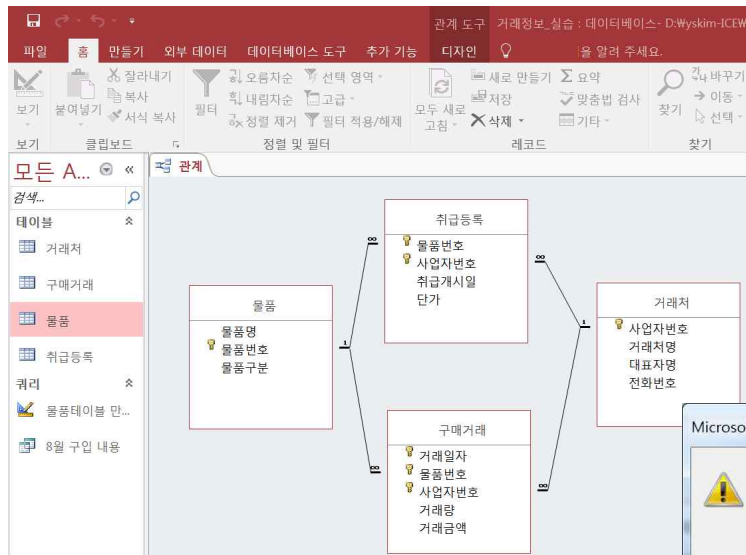 관계 도구 거래정보_실습 : 데이터베이스- D:₩yskim-ICE₩
파일 홈 만들기 외부 데이터 데이터베이스 도구 추가 기능 디자인 을 알려 주세요.
보기 붙여넣기 잘라내기 복사 서식 복사 필터 오름차순 내림차순 정렬 제거 선택 영역 고급 필터 적용/해제 모두 새로 고침 새로 만들기 저장 삭제 요약 맞춤법 검사 기타 찾기 바꾸기 이동 선택
보기 클립보드 정렬 및 필터 레코드 찾기
모든 A... «
검색...
테이블
거래처
구매거래
물품
취급등록
쿼리
물품테이블 만...
8월 구입 내용
관계
물품
물품명
물품번호
물품구분
1
∞
∞
취급등록
물품번호
사업자번호
취급개시일
단가
∞
∞
1
구매거래
거래일자
물품번호
사업자번호
거래량
거래금액
거래처
사업자번호
거래처명
대표자명
전화번호
Microso